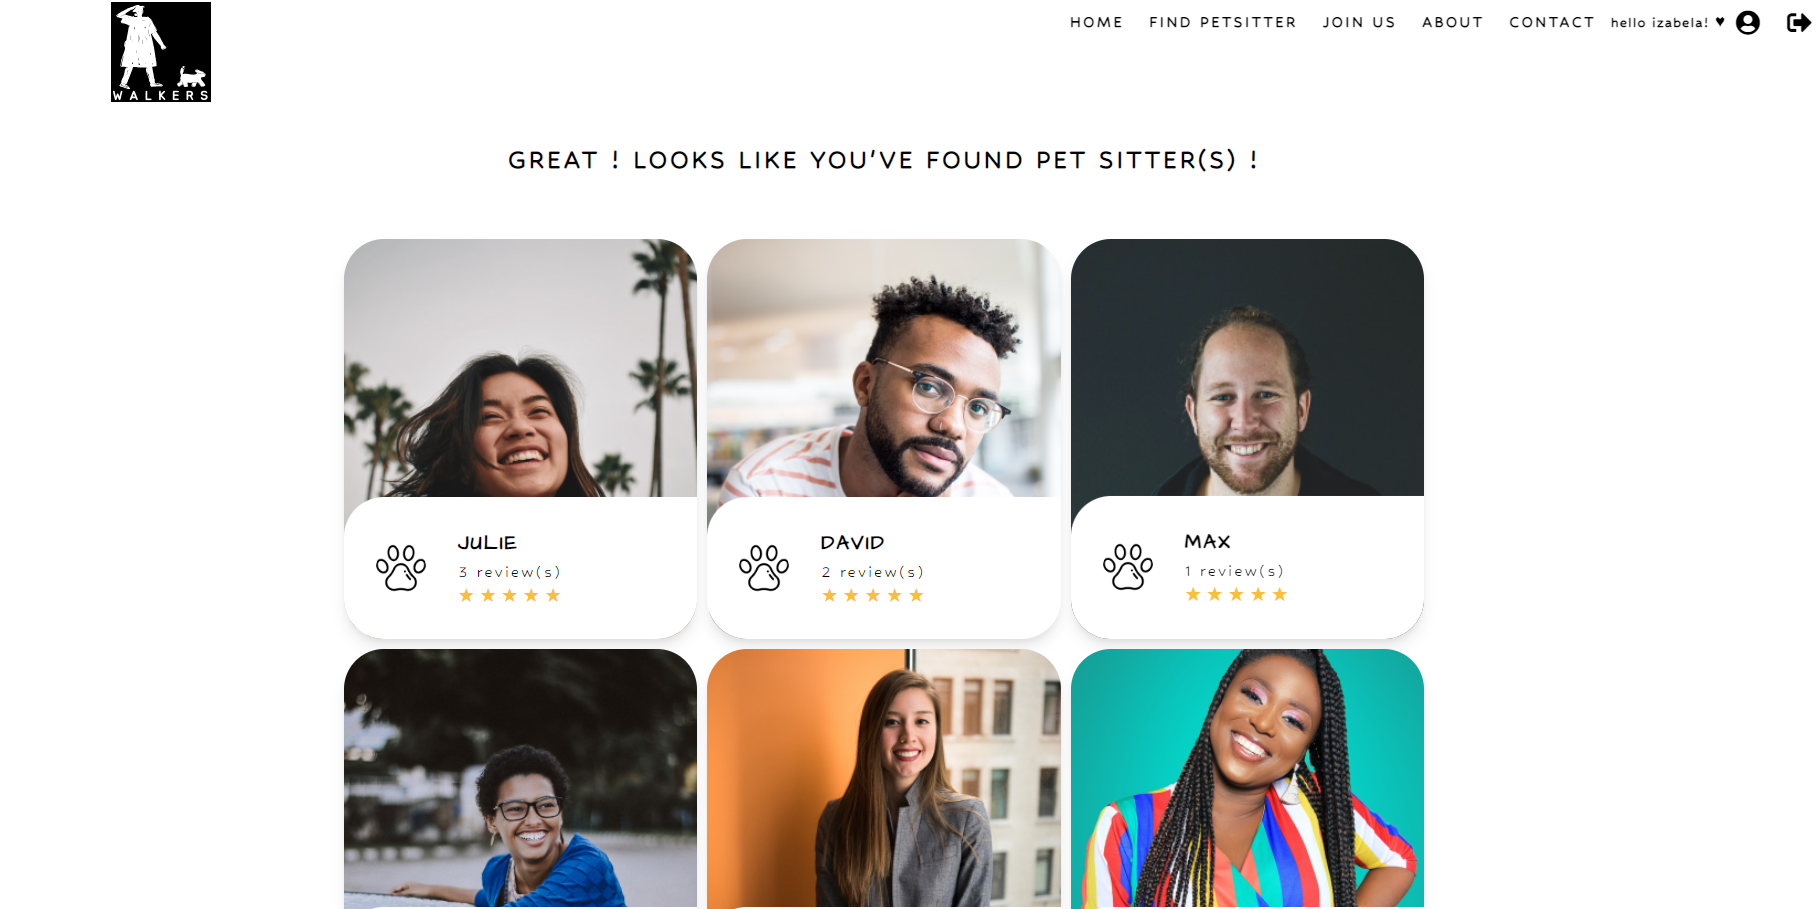 WALKERS
HOME FIND PETSITTER JOIN US ABOUT CONTACT hello izabela! ♥
GREAT ! LOOKS LIKE YOU'VE FOUND PET SITTER(S) !
JULIE
3 review(s)
★★★★★
DAVID
2 review(s)
★★★★★
MAX
1 review(s)
★★★★★